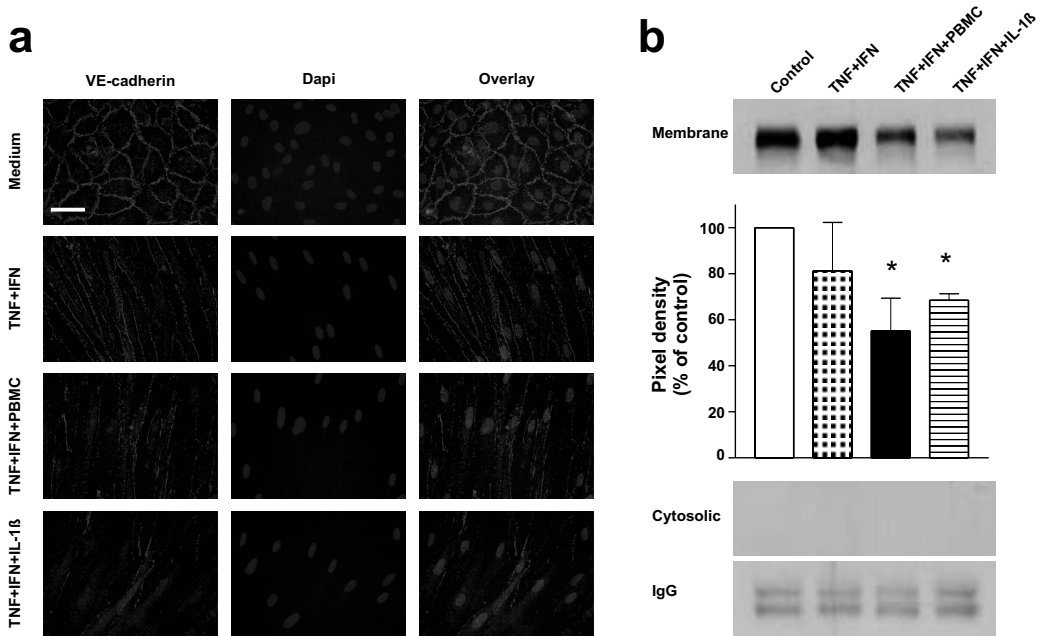 a
VE-cadherin Dapi Overlay
Medium
TNF+IFN
TNF+IFN+PBMC
TNF+IFN+IL-1ß
b
Control TNF+IFN TNF+IFN+PBMC TNF+IFN+IL-1ß
Membrane
Pixel density
(% of control)
100
80
60
40
20
0
* *
Cytosolic
IgG